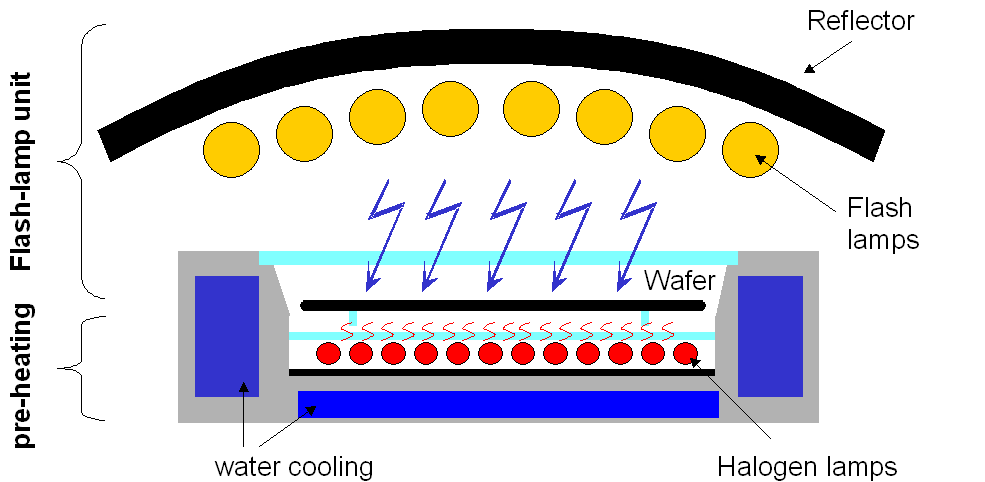 Reflector
Flash-lamp unit
Flash
lamps
Wafer
pre-heating
water cooling
Halogen lamps